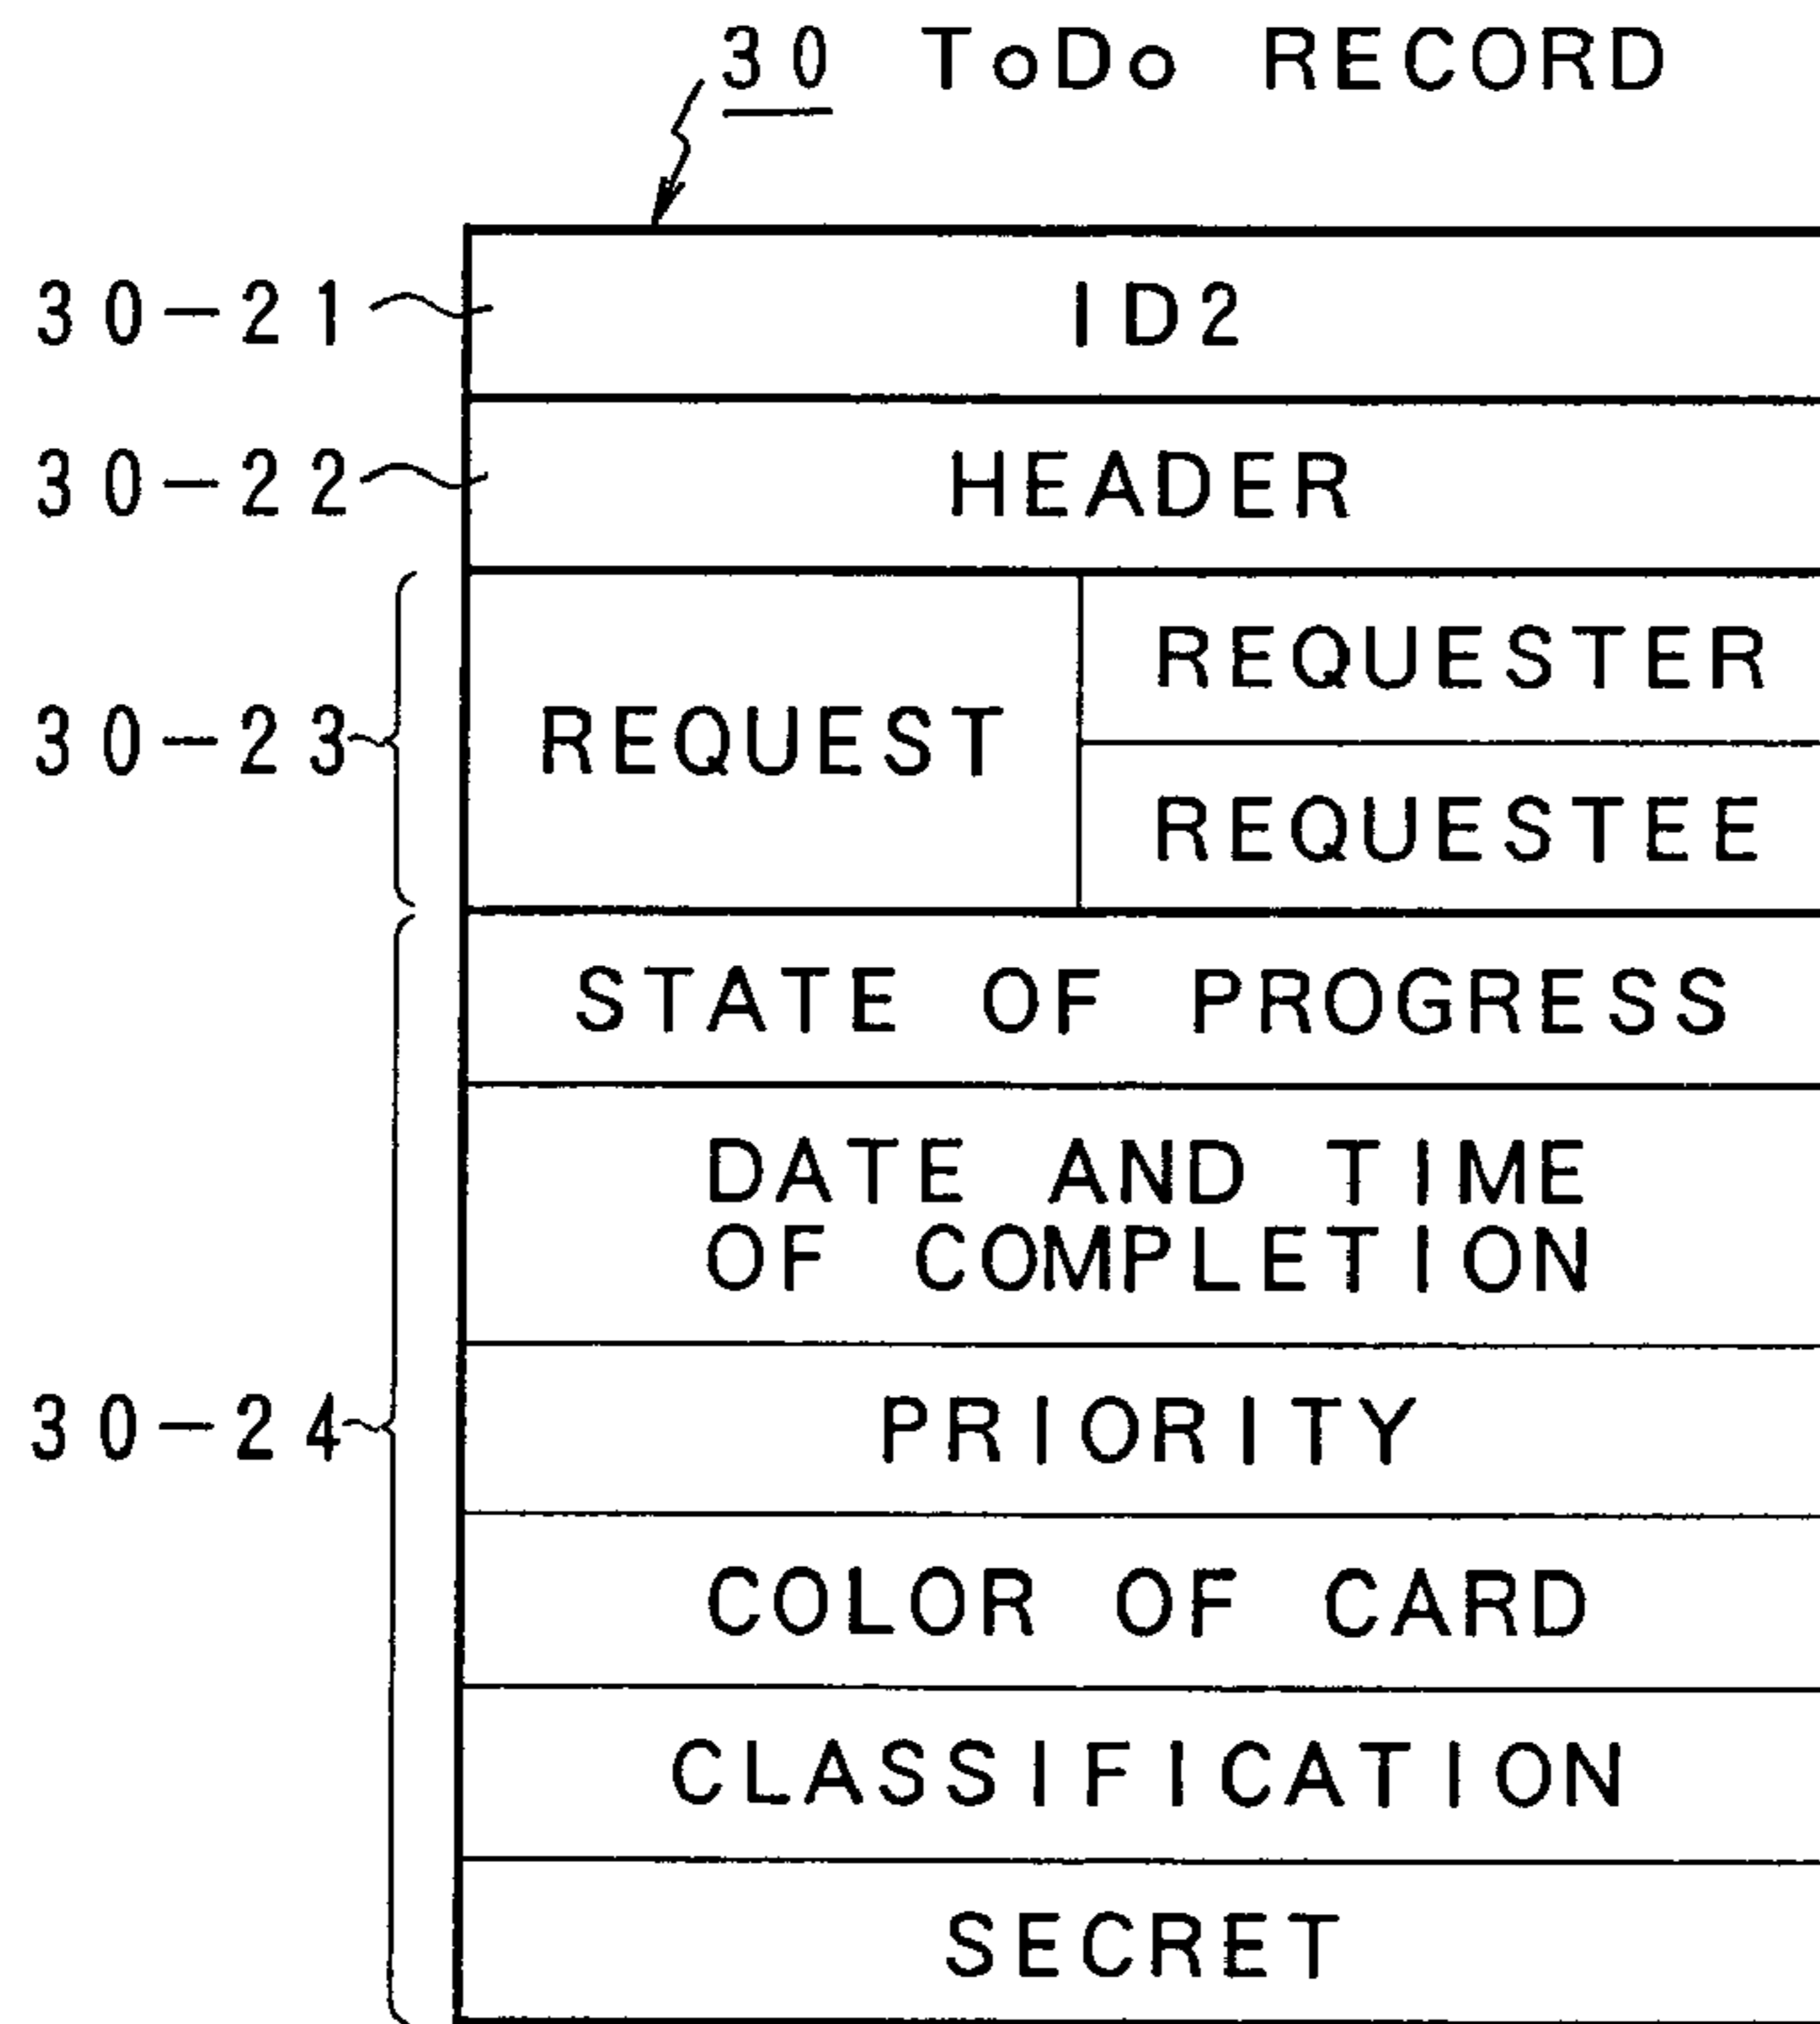 30 ToDo RECORD
30-21 ID2
30-22 HEADER
REQUESTER
30-23 REQUEST
REQUESTEE
STATE OF PROGRESS
DATE AND TIME
OF COMPLETION
30-24 PRIORITY
COLOR OF CARD
CLASSIFICATION
SECRET